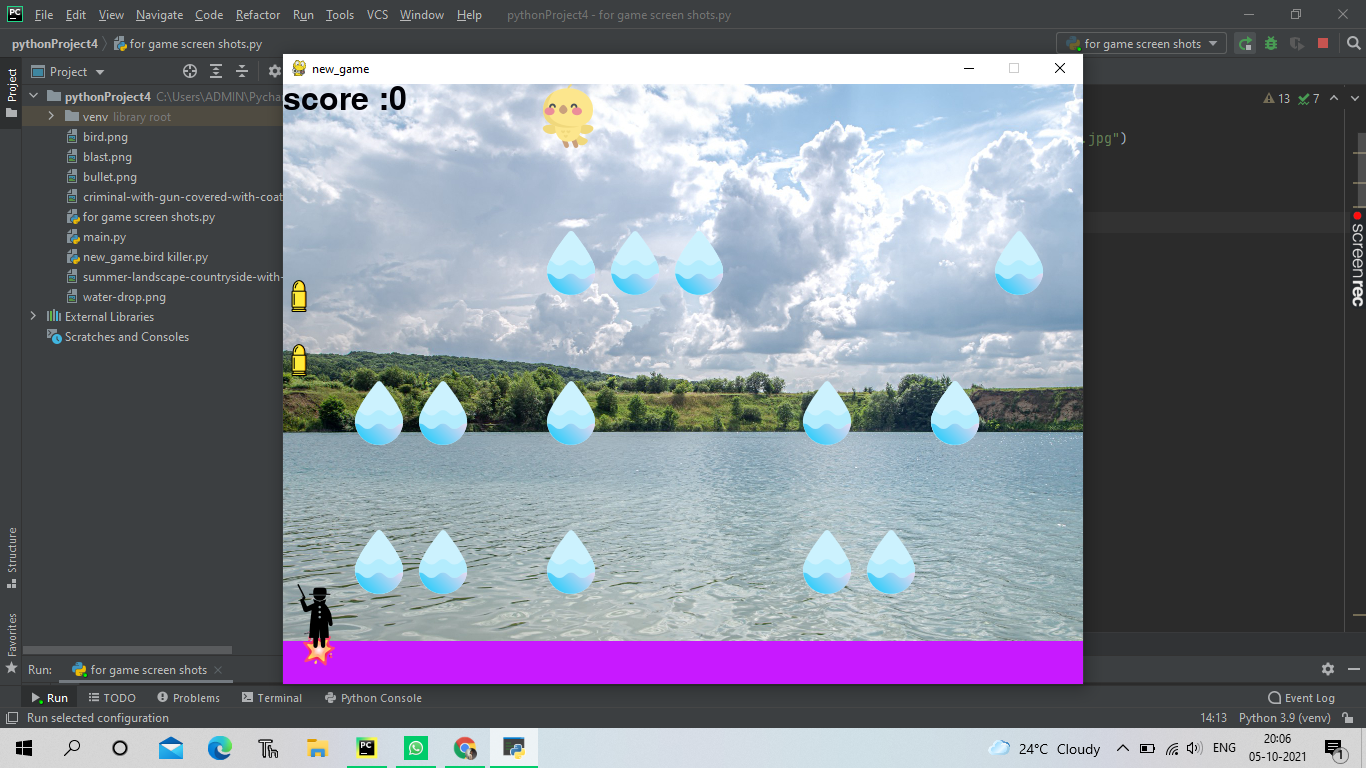 PC File Edit View Navigate Code Refactor Run Tools VCS Window Help pythonProject4 - for game screen shots.py
pythonProject4 for game screen shots.py for game screen shots
Project
new_game
Project
pythonProject4 C:\Users\ADMIN\Pycha
score :0
13 7
venv library root
bird.png
.jpg")
blast.png
bullet.png
criminal-with-gun-covered-with-coat
for game screen shots.py
main.py
new_game.bird killer.py
summer-landscape-countryside-with-
water-drop.png
External Libraries
Scratches and Consoles
screenrec
Structure
Favorites
Run: for game screen shots
Run TODO Problems Terminal Python Console Event Log
Run selected configuration 14:13 Python 3.9 (venv)
Th PC 24°C Cloudy ENG 20:06
05-10-2021 1